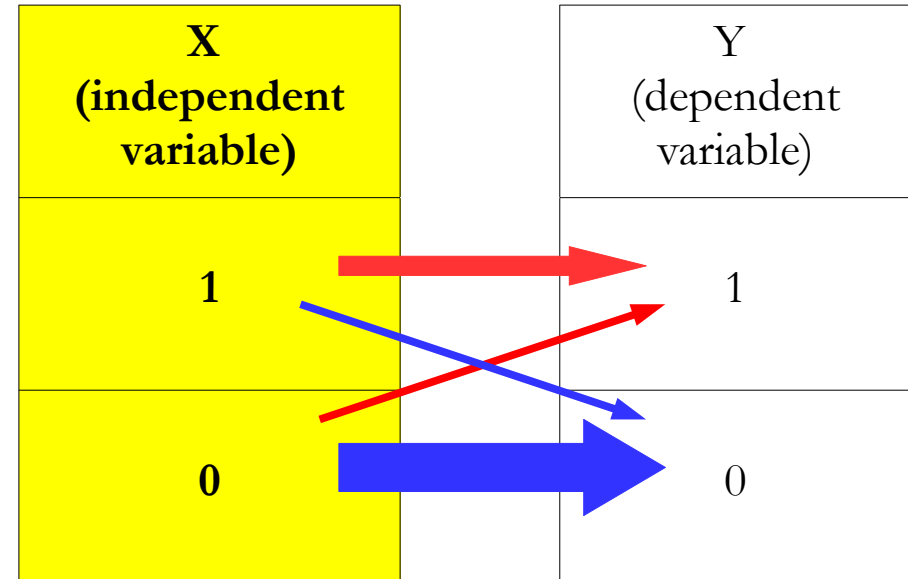 X
(independent
variable)
Y
(dependent
variable)
1
1
0
0